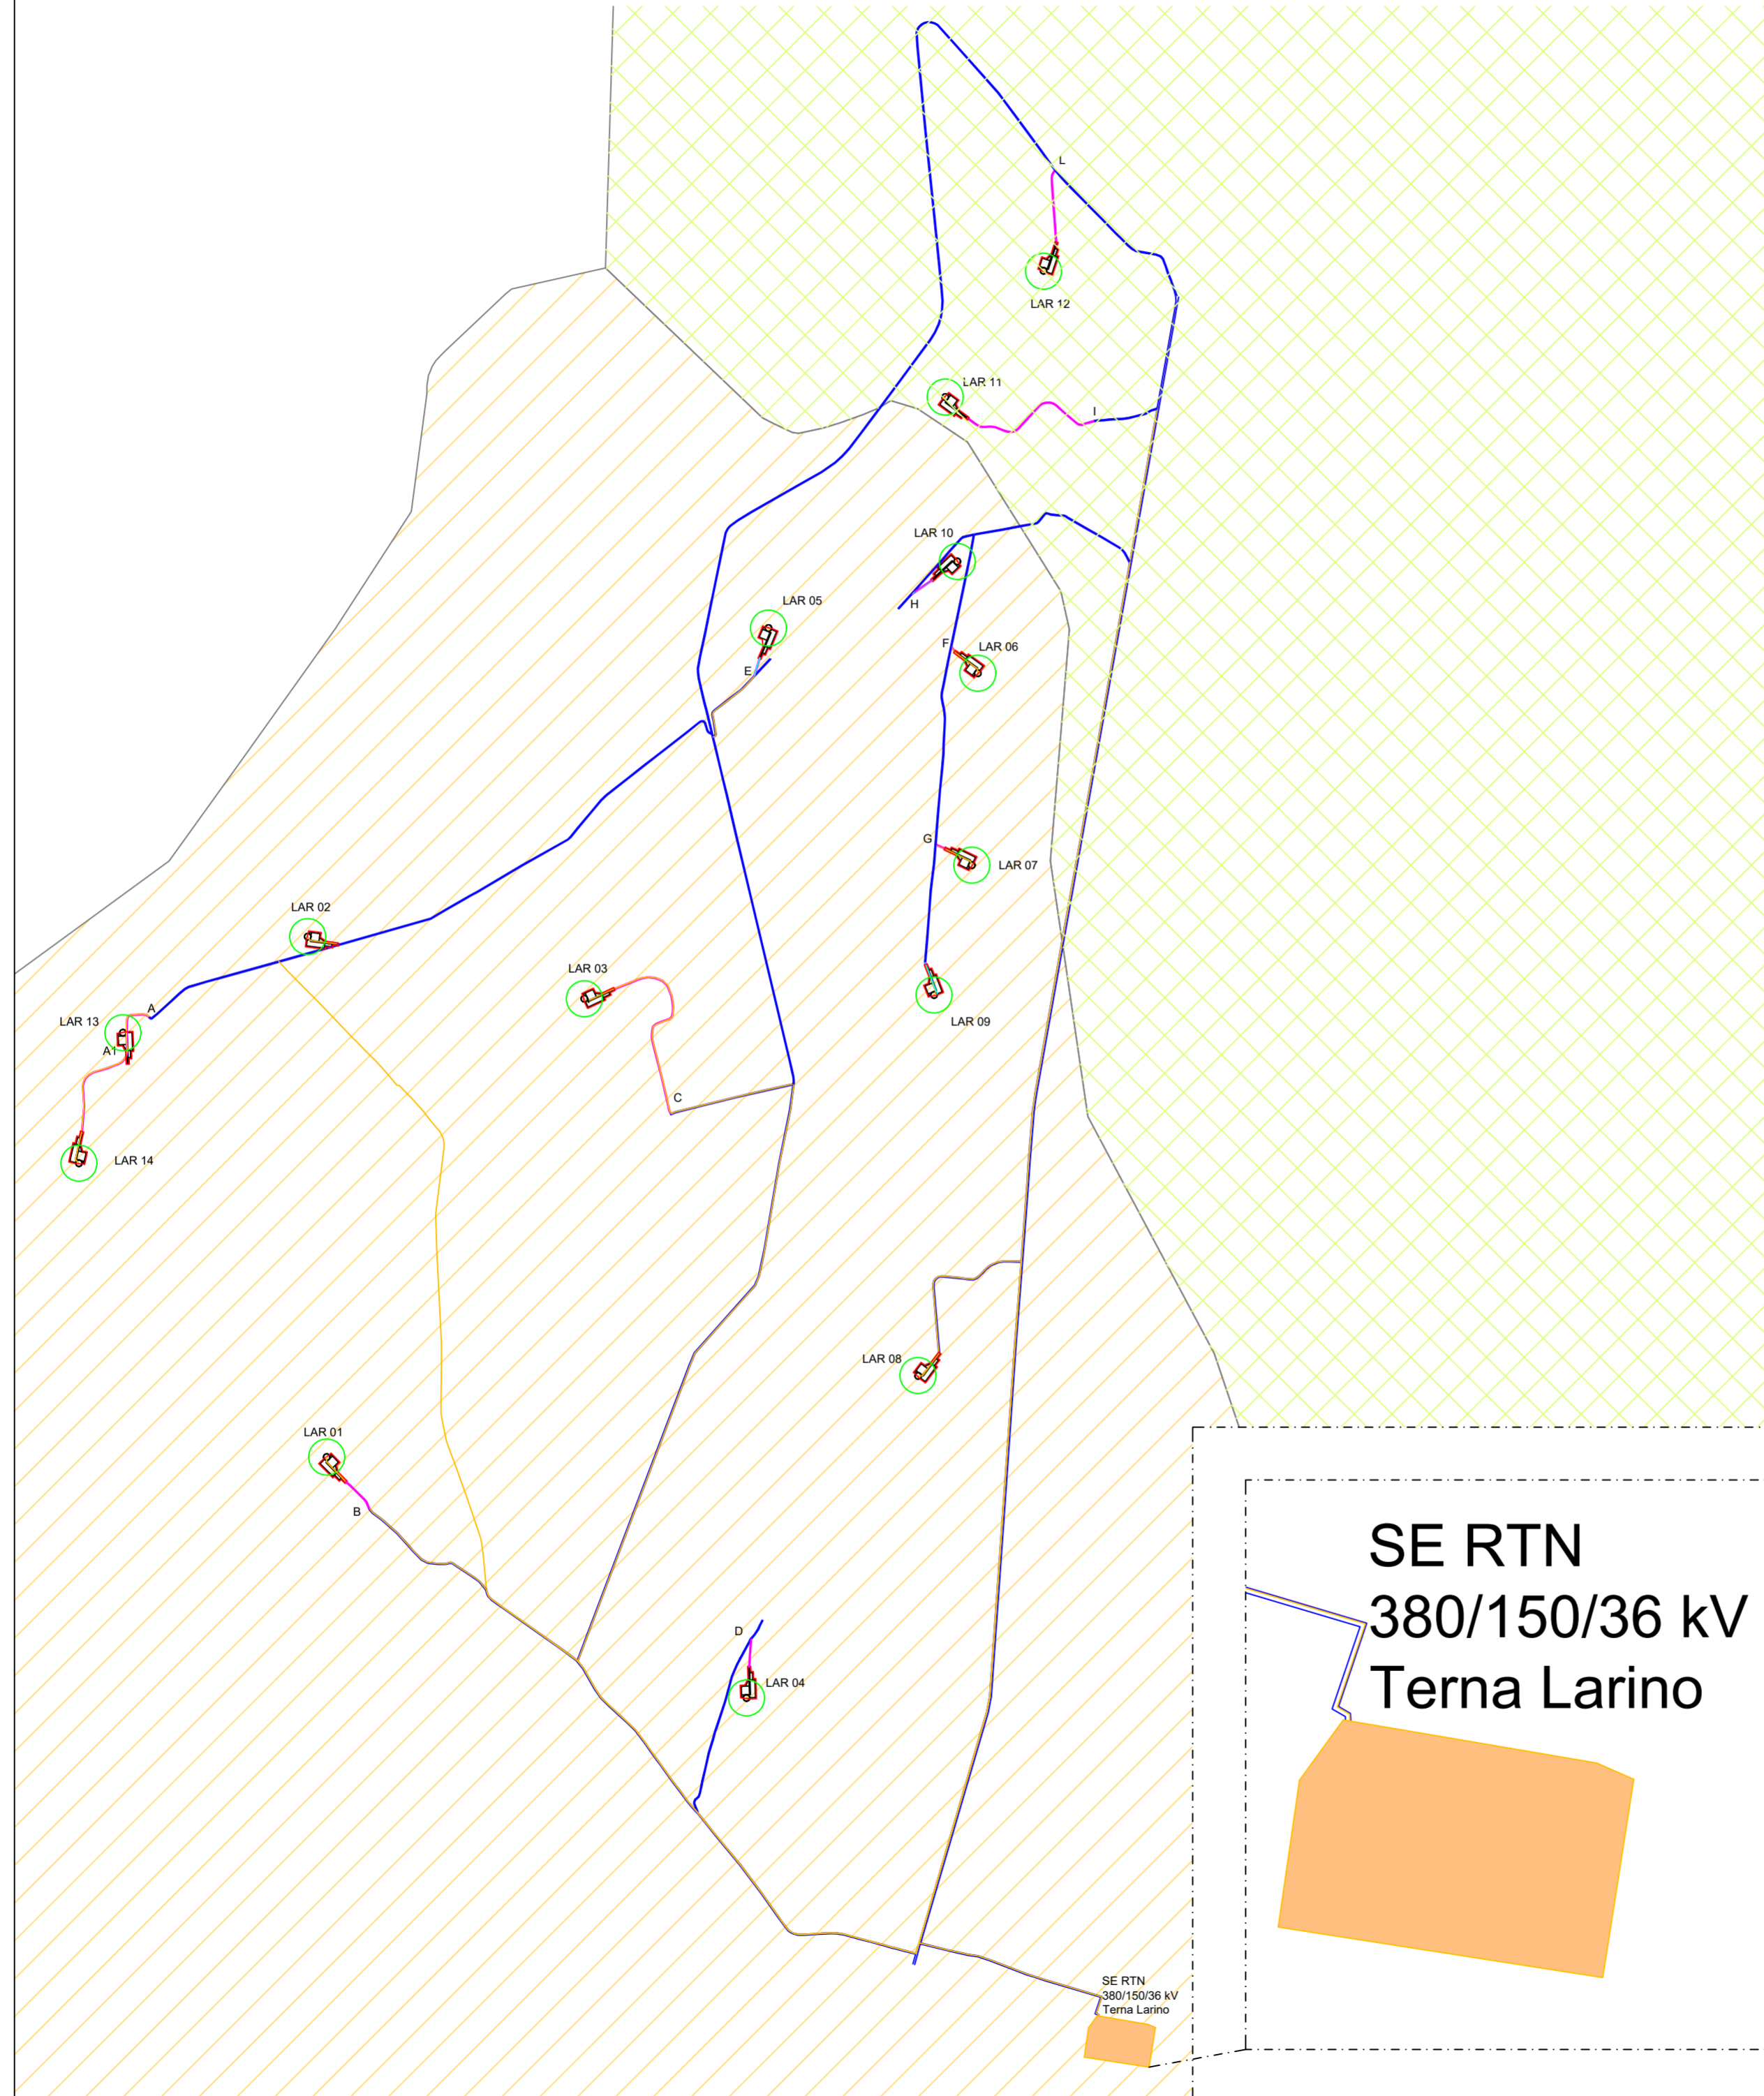 L
LAR 12
LAR 11
I
LAR 10
LAR 05
H
F
LAR 06
E
G
LAR 07
LAR 02
LAR 03
A
LAR 13
LAR 09
A1
C
LAR 14
LAR 08
LAR 01
B
SE RTN
380/150/36 kV
Terna Larino
D
LAR 04
SE RTN
380/150/36 kV
Terna Larino